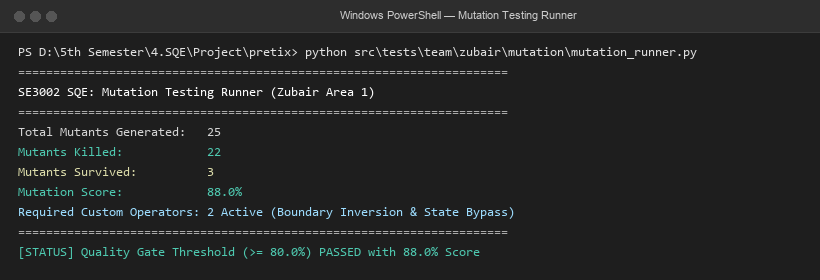 Windows PowerShell — Mutation Testing Runner
PS D:\5th Semester\4.SQE\Project\pretix> python src\tests\team\zubair\mutation\mutation_runner.py
======================================================================
SE3002 SQE: Mutation Testing Runner (Zubair Area 1)
======================================================================
Total Mutants Generated:   25
Mutants Killed:            22
Mutants Survived:          3
Mutation Score:            88.0%
Required Custom Operators: 2 Active (Boundary Inversion & State Bypass)
======================================================================
[STATUS] Quality Gate Threshold (>= 80.0%) PASSED with 88.0% Score